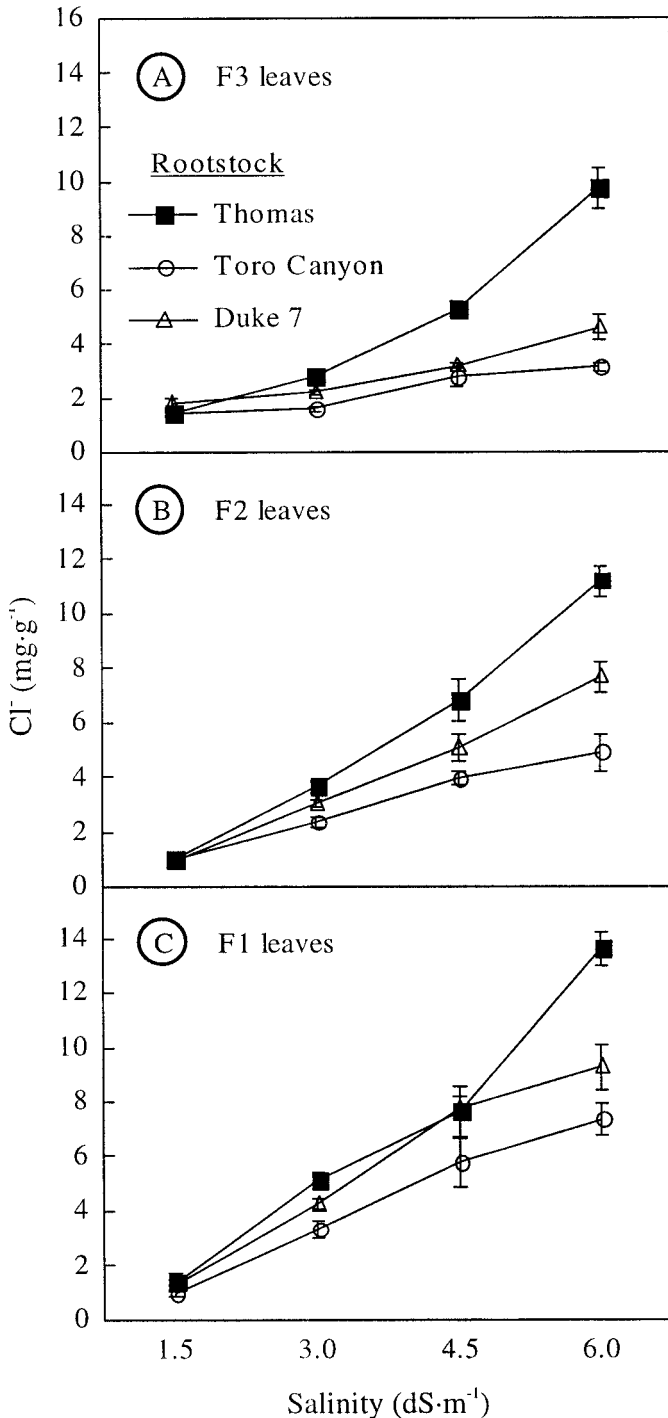 16
14
12
10
8
6
4
2
0
A F3 leaves
Rootstock
Thomas
Toro Canyon
Duke 7
14
12
10
8
6
4
2
0
B F2 leaves
Cl⁻ (mg·g⁻¹)
14
12
10
8
6
4
2
0
C F1 leaves
1.5 3.0 4.5 6.0
Salinity (dS·m⁻¹)